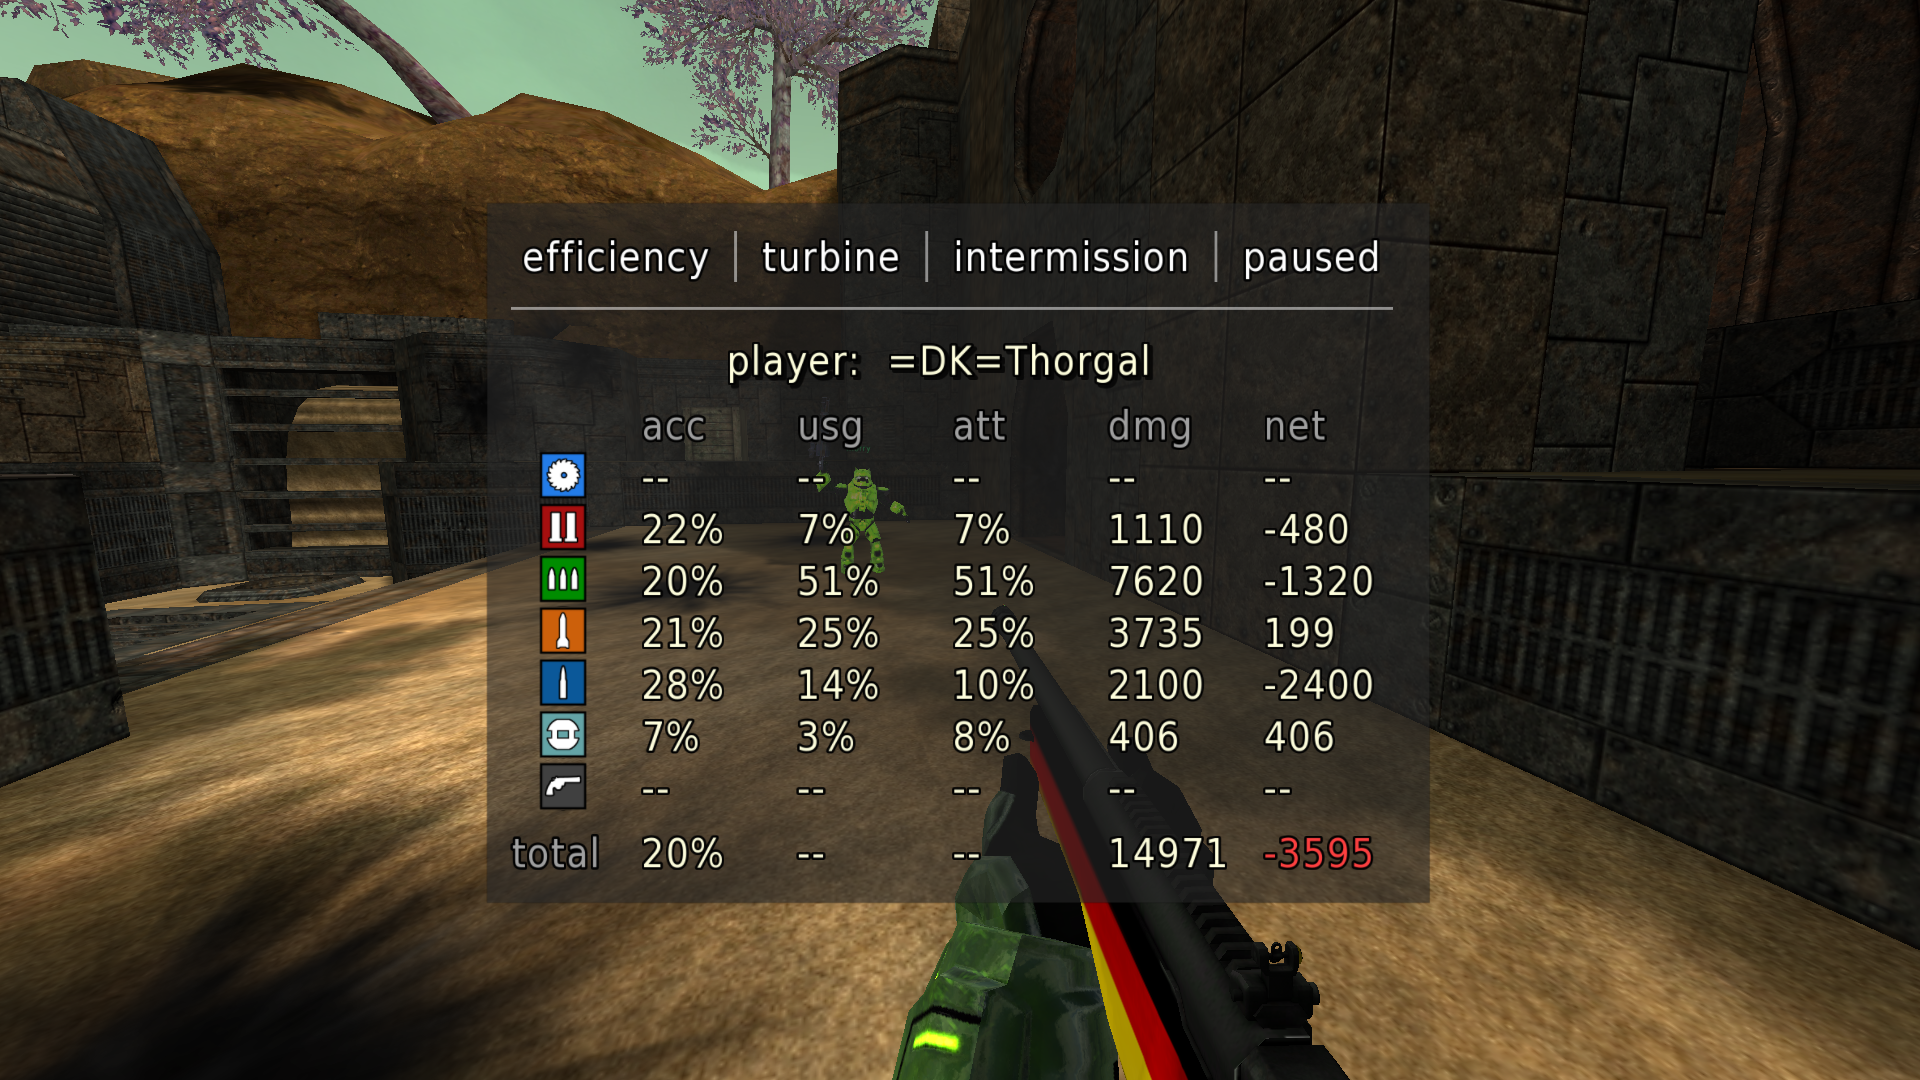 efficiency | turbine | intermission | paused
player: =DK=Thorgal
acc usg att dmg net
-- -- -- -- --
22% 7% 7% 1110 -480
20% 51% 51% 7620 -1320
21% 25% 25% 3735 199
28% 14% 10% 2100 -2400
7% 3% 8% 406 406
-- -- -- -- --
total 20% -- -- 14971 -3595